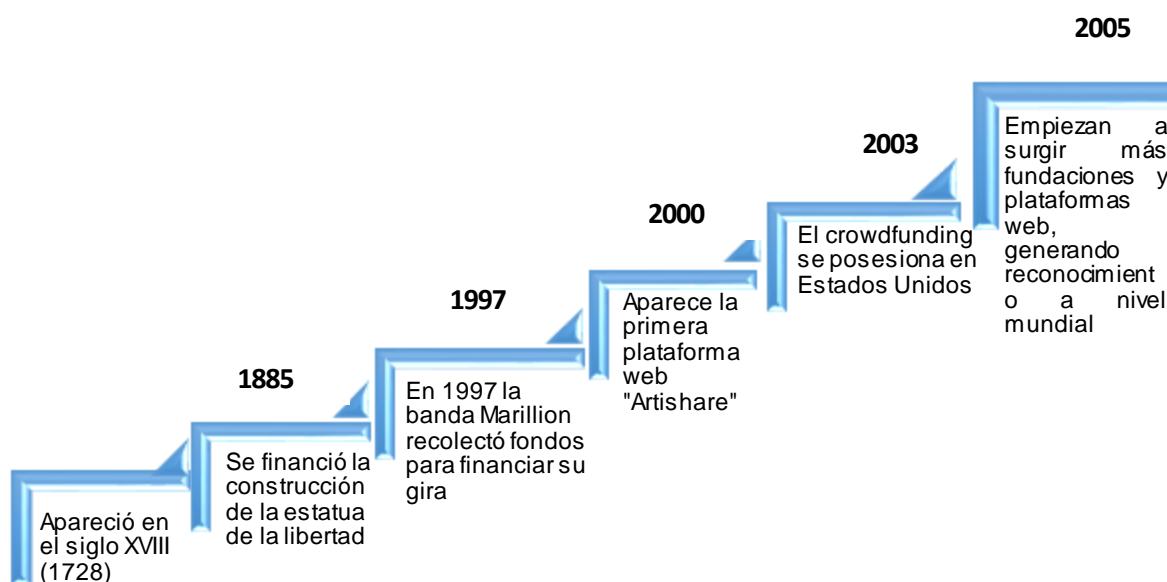 2005
Empiezan a
surgir más
fundaciones y
plataformas
web,
generando
reconocimient
o a nivel
mundial
2003
El crowdfunding
se posesiona en
Estados Unidos
2000
Aparece la
primera
plataforma
web
"Artishare"
1997
En 1997 la
banda Marillion
recolectó fondos
para financiar su
gira
1885
Se financió la
construcción
de la estatua
de la libertad
Apareció en
el siglo XVIII
(1728)